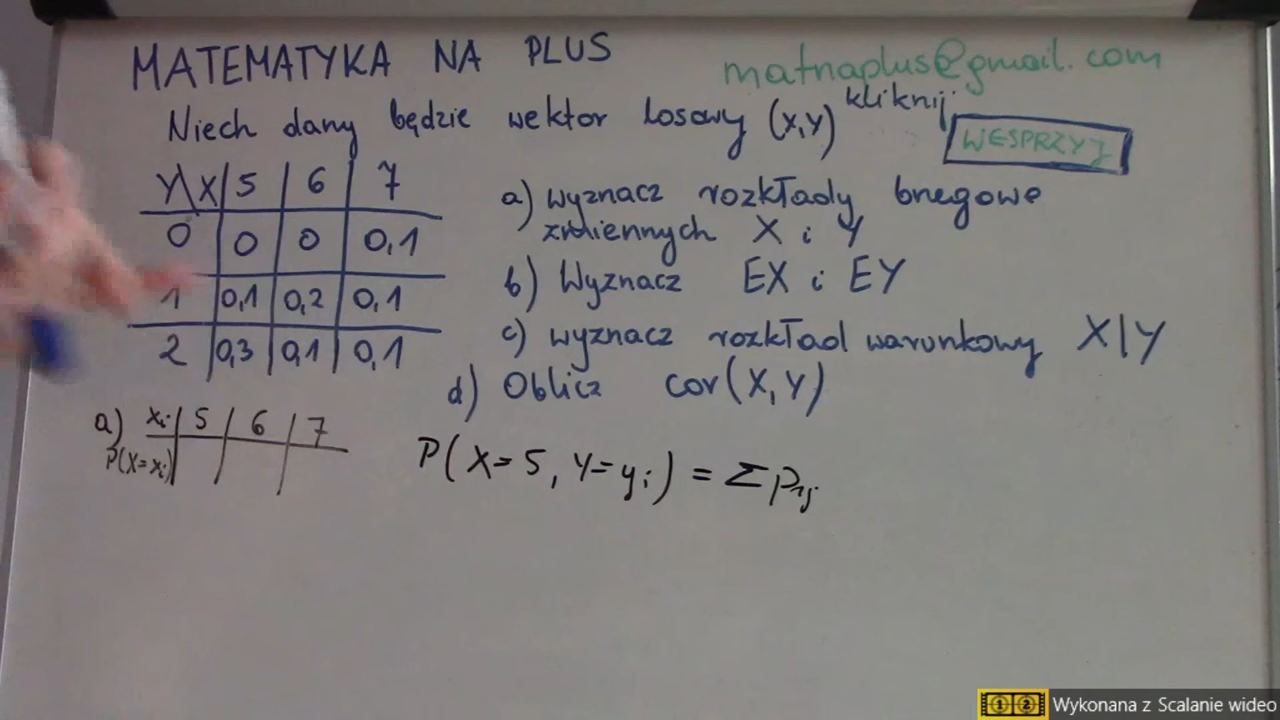 MATEMATYKA NA PLUS
matnaplus@gmail.com
Niech dany będzie wektor losowy (X,Y)
kliknij
WESPRZYJ
Y\X 5 6 7
0 0 0 0,1
1 0,1 0,2 0,1
2 0,3 0,1 0,1
a) wyznacz rozkłady brzegowe
zmiennych X i Y
b) Wyznacz EX i EY
c) wyznacz rozkład warunkowy X|Y
d) Oblicz cov(X,Y)
a) xi 5 6 7
P(X=xi)
P(X=5, Y=yi) = Σ P1j
Wykonana z Scalanie wideo